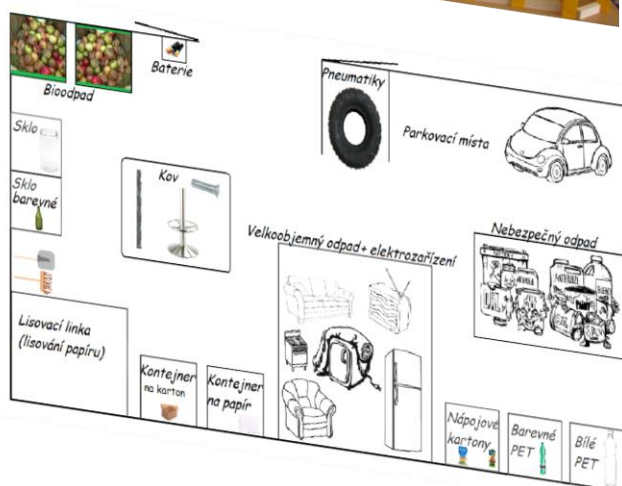 Bioodpad
Baterie
Pneumatiky
Parkovací místa
Sklo
Sklo
barevné
Kov
Velkoobjemný odpad+ elektrozařízení
Nebezpečný odpad
Lisovací linka
(lisování papíru)
Kontejner
na karton
Kontejner
na papír
Nápojové
kartony
Barevné
PET
Bílé
PET